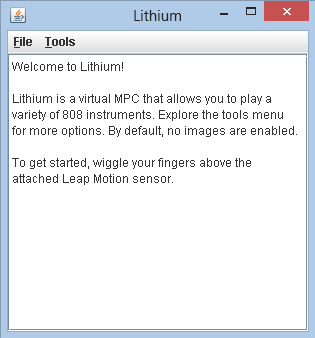 Lithium
File Tools
Welcome to Lithium!
Lithium is a virtual MPC that allows you to play a
variety of 808 instruments. Explore the tools menu
for more options. By default, no images are enabled.
To get started, wiggle your fingers above the
attached Leap Motion sensor.